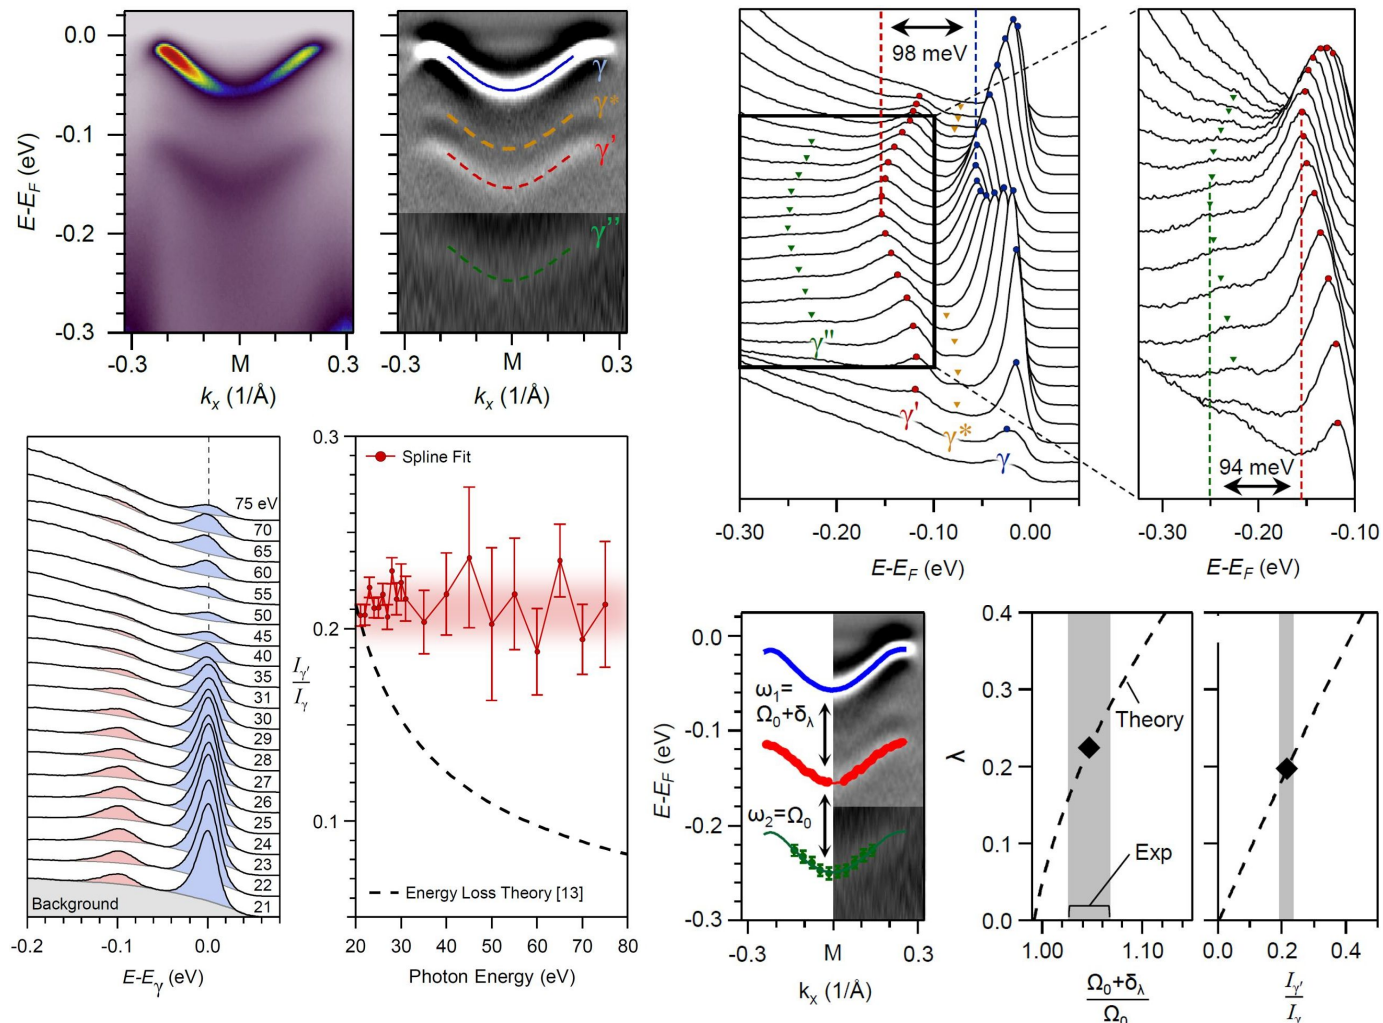 0.0
-0.1
-0.2
-0.3
E-E_F (eV)
-0.3
M
0.3
k_x (1/Å)
γ
γ*
γ'
γ''
-0.3
M
0.3
k_x (1/Å)
98 meV
γ''
γ'
γ*
γ
-0.30
-0.20
-0.10
0.00
E-E_F (eV)
94 meV
-0.30
-0.20
-0.10
E-E_F (eV)
75 eV
70
65
60
55
50
45
40
35
31
30
29
28
27
26
25
24
23
22
21
Background
-0.2
-0.1
0.0
E-E_γ (eV)
0.3
0.2
0.1
I_γ'
I_γ
Spline Fit
Energy Loss Theory [13]
20
30
40
50
60
70
80
Photon Energy (eV)
0.0
-0.1
-0.2
-0.3
E-E_F (eV)
ω₁=
Ω₀+δ_λ
ω₂=Ω₀
-0.3
M
0.3
k_x (1/Å)
0.4
0.3
0.2
0.1
0.0
λ
Theory
Exp
1.00
1.10
Ω₀+δ_λ
Ω₀
0.0
0.2
0.4
I_γ'
I_γ